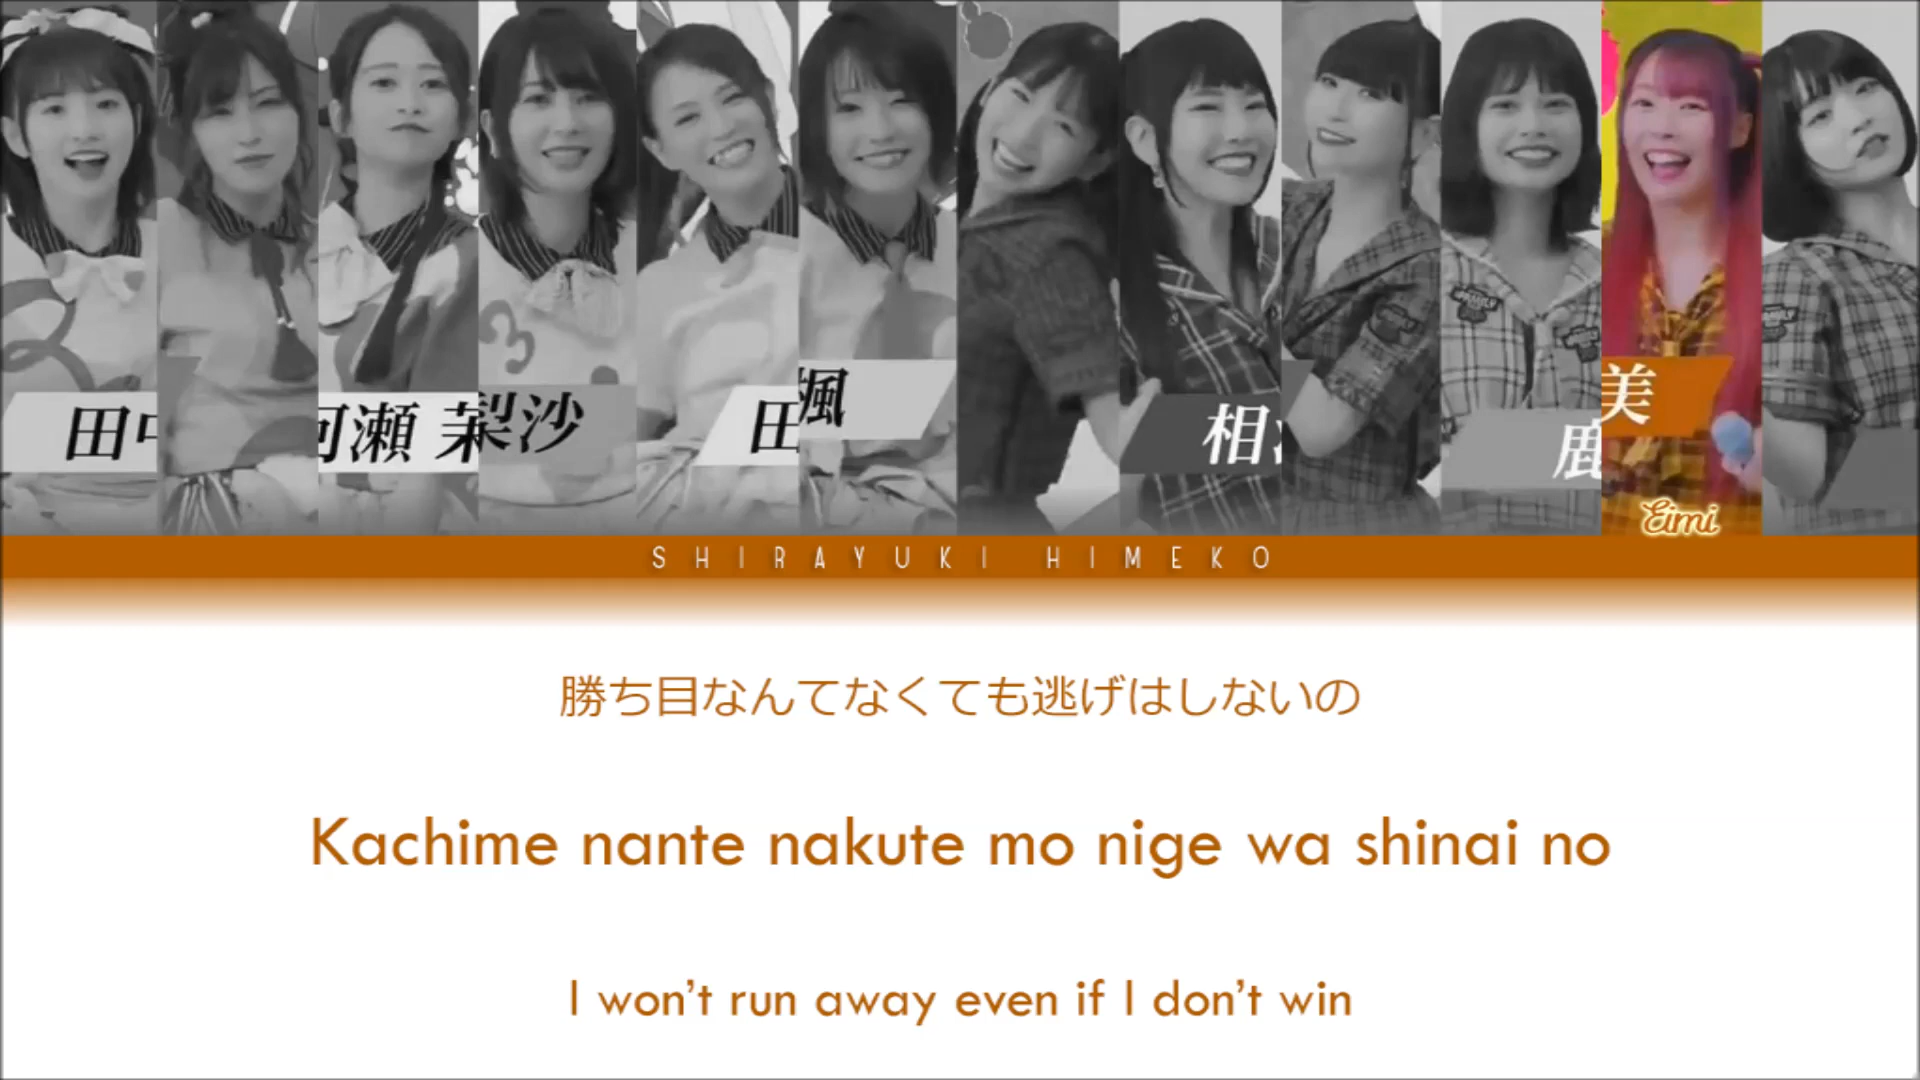 田中
河瀬 茉
梨沙
田
楓
相
鹿
美
Eimi
SHIRAYUKI HIMEKO
勝ち目なんてなくても逃げはしないの
Kachime nante nakute mo nige wa shinai no
I won't run away even if I don't win